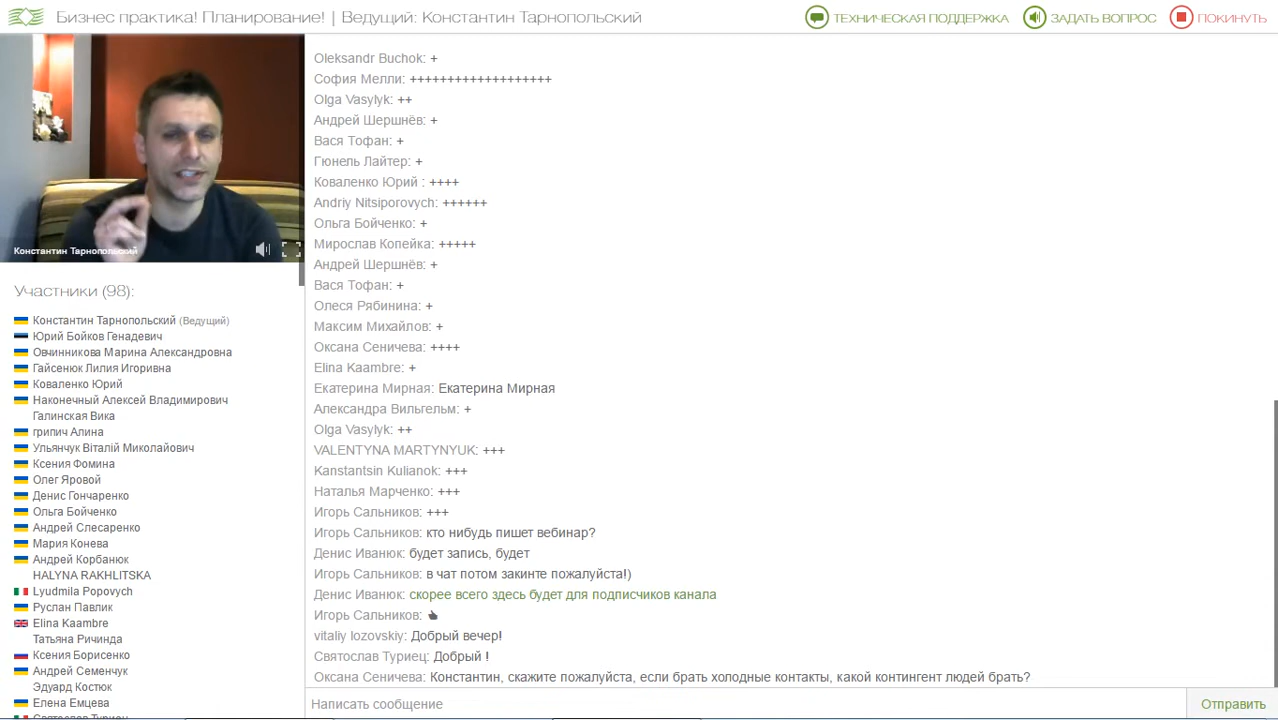 Бизнес практика! Планирование! | Ведущий: Константин Тарнопольский
ТЕХНИЧЕСКАЯ ПОДДЕРЖКА
ЗАДАТЬ ВОПРОС
ПОКИНУТЬ
Константин Тарнопольский
Участники (98):
Константин Тарнопольский (Ведущий)
Юрий Бойков Генадевич
Овчинникова Марина Александровна
Гайсенюк Лилия Игоривна
Коваленко Юрий
Наконечный Алексей Владимирович
Галинская Вика
грипич Алина
Ульянчук Віталій Миколайович
Ксения Фомина
Олег Яровой
Денис Гончаренко
Ольга Бойченко
Андрей Слесаренко
Мария Конева
Андрей Корбанюк
HALYNA RAKHLITSKA
Lyudmila Popovych
Руслан Павлик
Elina Kaambre
Татьяна Ричинда
Ксения Борисенко
Андрей Семенчук
Эдуард Костюк
Елена Емцева
Святослав Туриец
Oleksandr Buchok: +
София Мелли: +++++++++++++++++++
Olga Vasylyk: ++
Андрей Шершнёв: +
Вася Тофан: +
Гюнель Лайтер: +
Коваленко Юрий : ++++
Andriy Nitsiporovych: ++++++
Ольга Бойченко: +
Мирослав Копейка: +++++
Андрей Шершнёв: +
Вася Тофан: +
Олеся Рябинина: +
Максим Михайлов: +
Оксана Сеничева: ++++
Elina Kaambre: +
Екатерина Мирная: Екатерина Мирная
Александра Вильгельм: +
Olga Vasylyk: ++
VALENTYNA MARTYNYUK: +++
Kanstantsin Kulianok: +++
Наталья Марченко: +++
Игорь Сальников: +++
Игорь Сальников: кто нибудь пишет вебинар?
Денис Иванюк: будет запись, будет
Игорь Сальников: в чат потом закинте пожалуйста!)
Денис Иванюк: скорее всего здесь будет для подписчиков канала
Игорь Сальников:
vitaliy lozovskiy: Добрый вечер!
Святослав Туриец: Добрый !
Оксана Сеничева: Константин, скажите пожалуйста, если брать холодные контакты, какой контингент людей брать?
Написать сообщение
Отправить